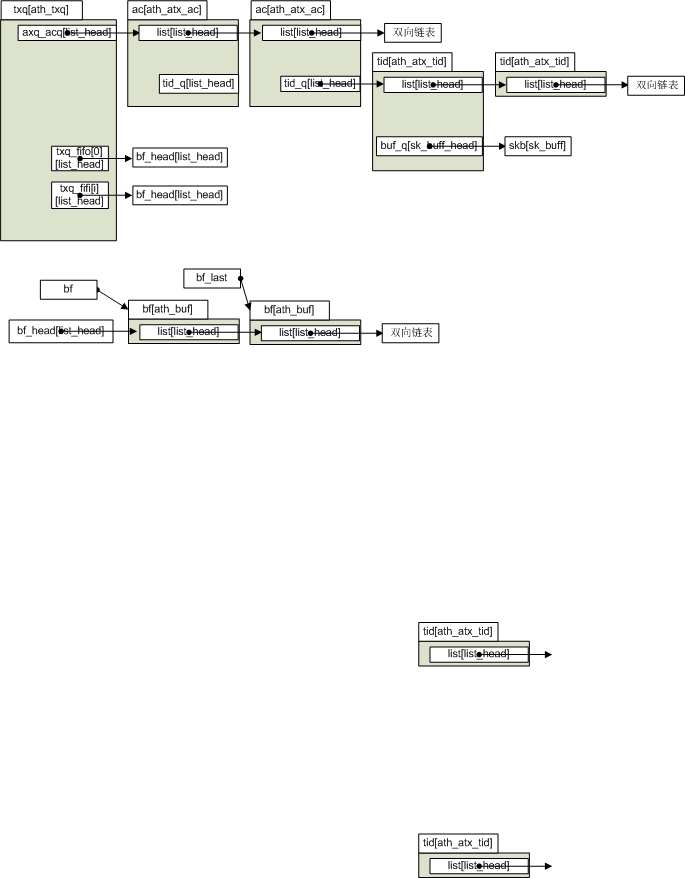 txq[ath_txq]
ac[ath_atx_ac]
ac[ath_atx_ac]
axq_acq[list_head]
list[list_head]
list[list_head]
双向链表
tid[ath_atx_tid]
tid[ath_atx_tid]
tid_q[list_head]
tid_q[list_head]
list[list_head]
list[list_head]
双向链表
buf_q[sk_buff_head]
skb[sk_buff]
txq_fifo[0]
[list_head]
bf_head[list_head]
txq_fifi[i]
[list_head]
bf_head[list_head]
bf_last
bf
bf[ath_buf]
bf[ath_buf]
bf_head[list_head]
list[list_head]
list[list_head]
双向链表
tid[ath_atx_tid]
list[list_head]
tid[ath_atx_tid]
list[list_head]